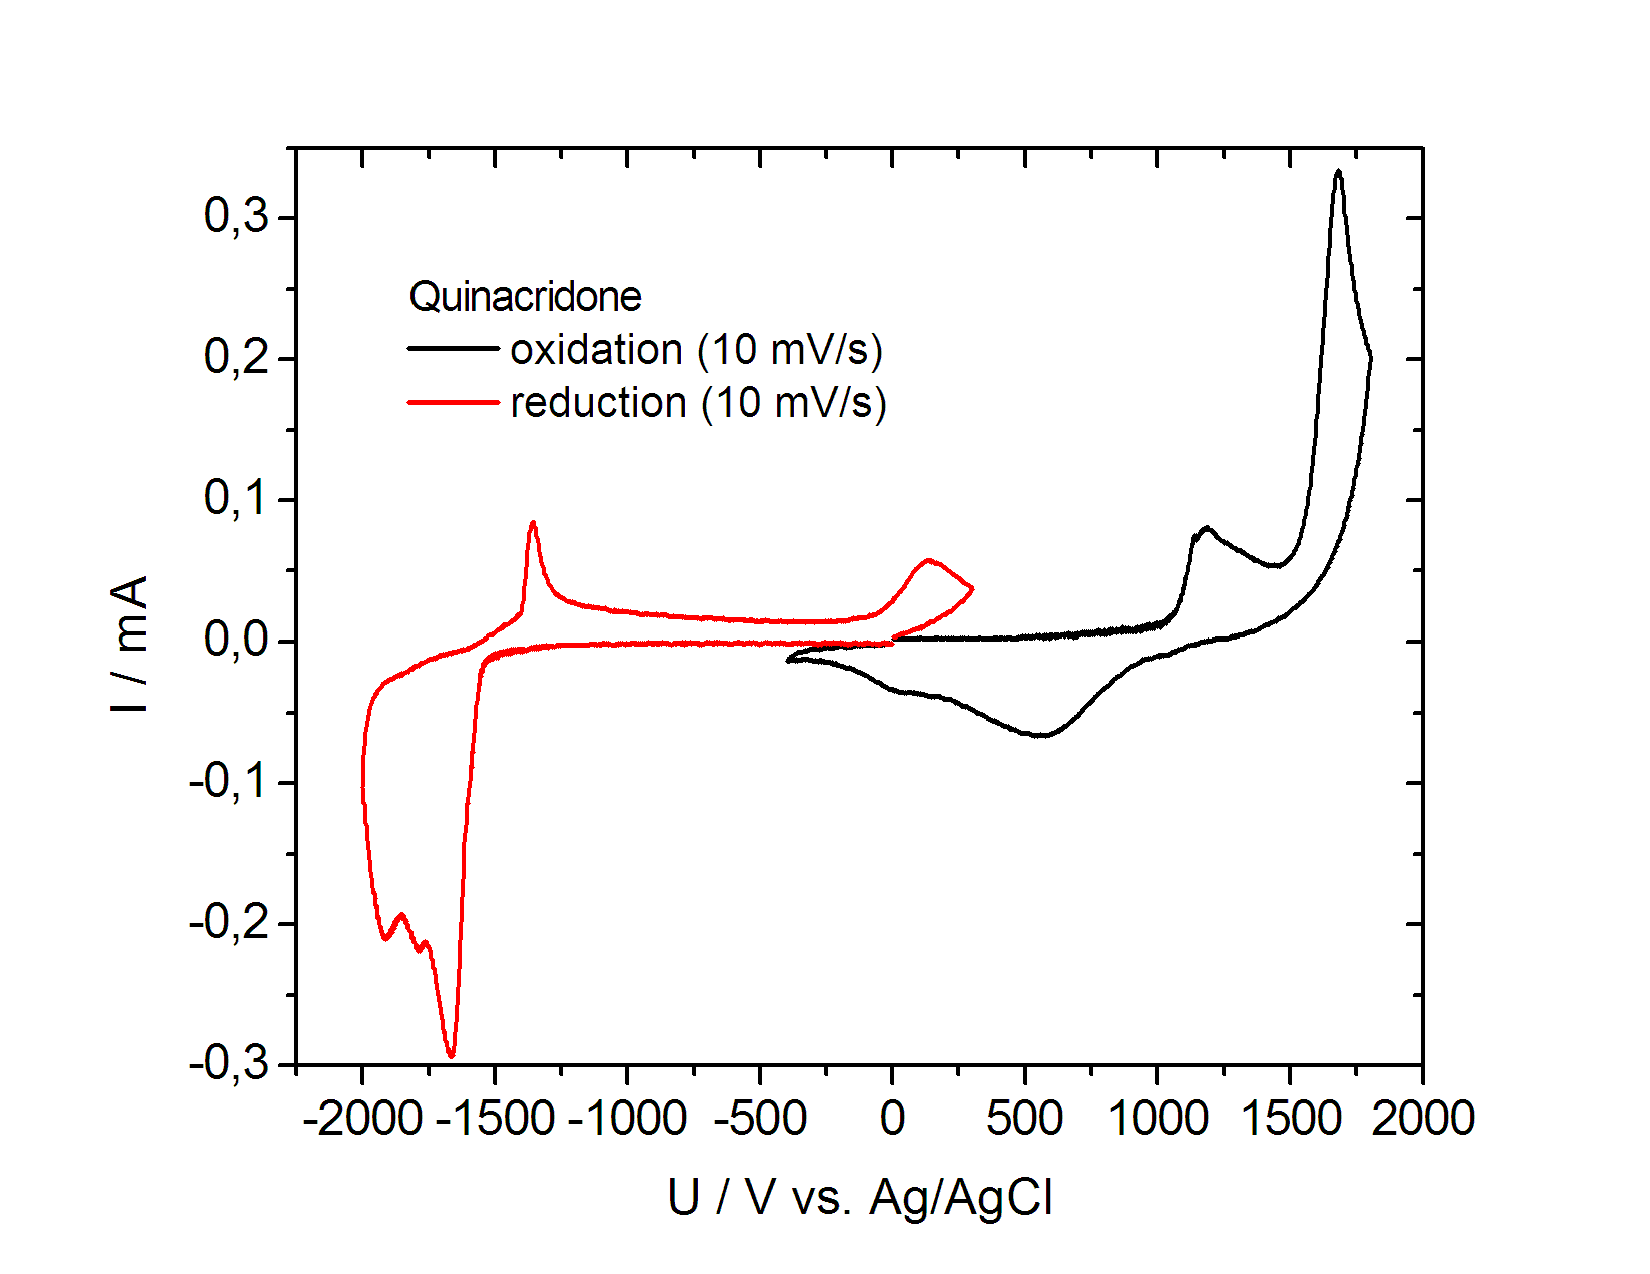 0,3
0,2
0,1
0,0
-0,1
-0,2
-0,3
I / mA
Quinacridone
oxidation (10 mV/s)
reduction (10 mV/s)
-2000 -1500 -1000 -500 0 500 1000 1500 2000
U / V vs. Ag/AgCl